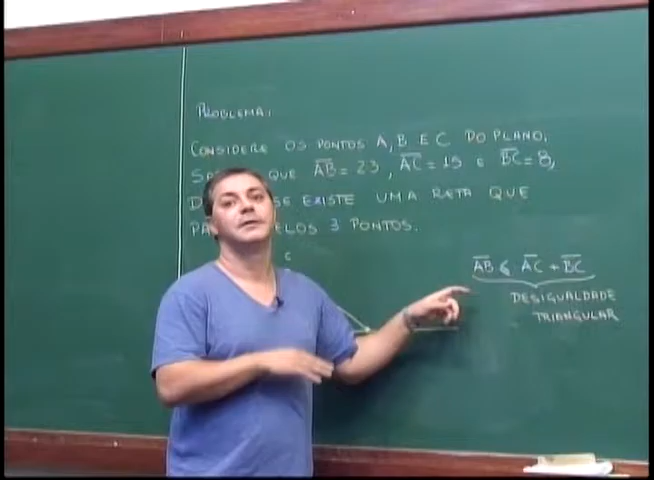 PROBLEMA:
CONSIDERE OS PONTOS A, B E C DO PLANO.
QUE AB = 23, AC = 15 E BC = 8,
SE EXISTE UMA RETA QUE
3 PONTOS.
C
AB ≤ AC + BC
DESIGUALDADE
TRIANGULAR